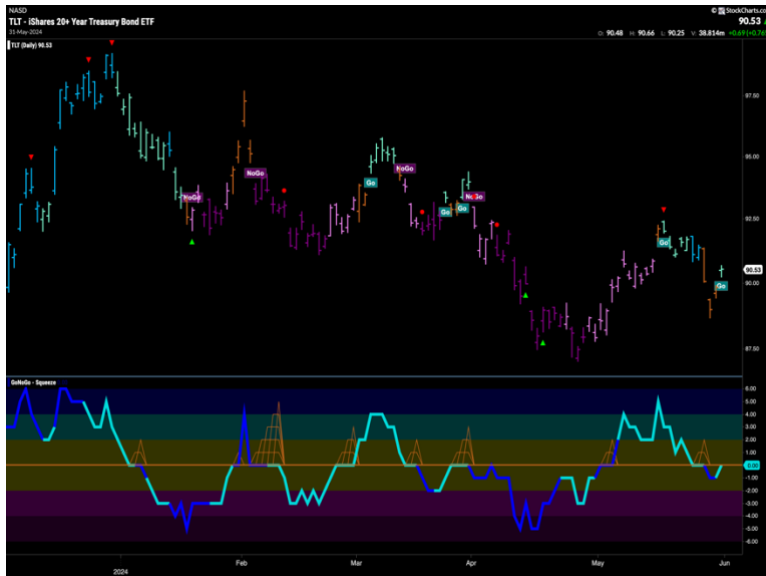 NASD
© StockCharts.co
TLT - iShares 20+ Year Treasury Bond ETF
90.53
31-May-2024
O: 90.48 H: 90.66 L: 90.25 V: 38.814m +0.69 (+0.76
TLT (Daily) 90.53
97.50
95.00
NoGo
NoGo
NoGo
Go
NoGo
Go
Go
92.50
Go
90.53
90.00
Go
87.50
GoNoGo - Squeeze
6.00
5.00
4.00
3.00
2.00
1.00
0.00
-1.00
-2.00
-3.00
-4.00
-5.00
-6.00
Feb
Mar
Apr
May
Jun
2024